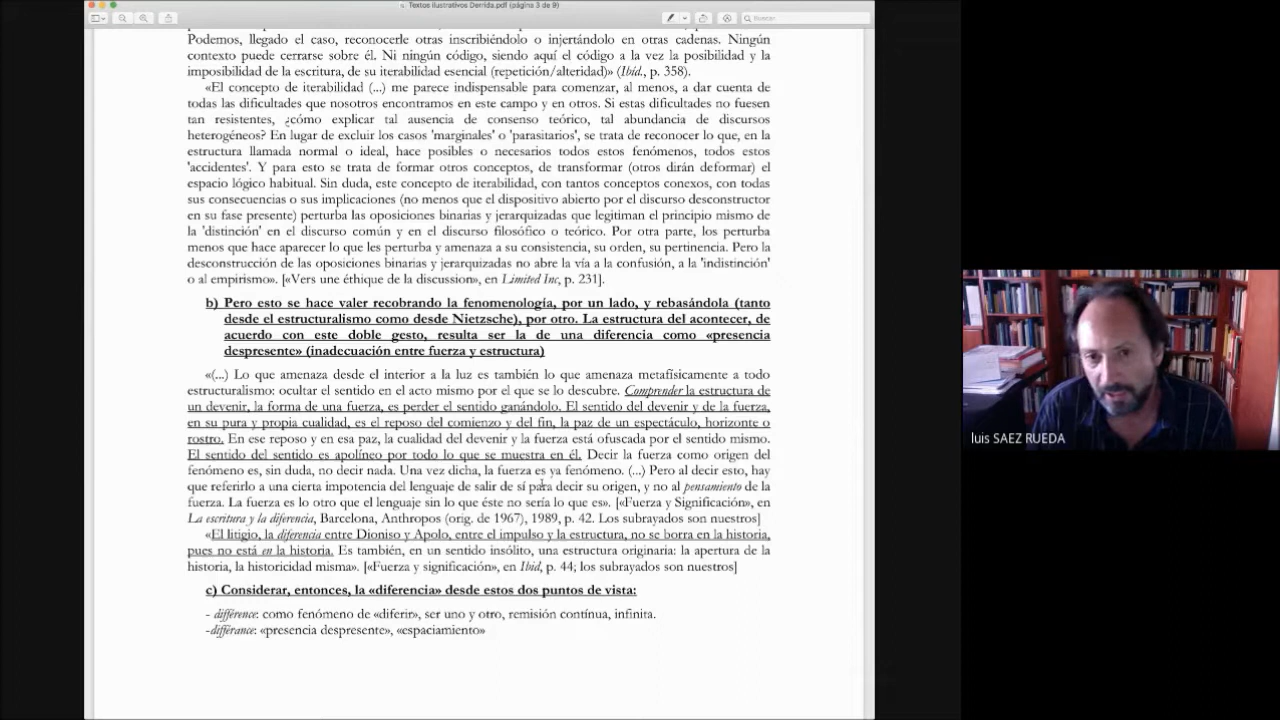 Textos ilustrativos Derrida.pdf (página 3 de 9)
Buscar
Podemos, llegado el caso, reconocerle otras inscribiéndolo o injertándolo en otras cadenas. Ningún
contexto puede cerrarse sobre él. Ni ningún código, siendo aquí el código a la vez la posibilidad y la
imposibilidad de la escritura, de su iterabilidad esencial (repetición/alteridad)» (Ibíd., p. 358).
«El concepto de iterabilidad (...) me parece indispensable para comenzar, al menos, a dar cuenta de
todas las dificultades que nosotros encontramos en este campo y en otros. Si estas dificultades no fuesen
tan resistentes, ¿cómo explicar tal ausencia de consenso teórico, tal abundancia de discursos
heterogéneos? En lugar de excluir los casos 'marginales' o 'parasitarios', se trata de reconocer lo que, en la
estructura llamada normal o ideal, hace posibles o necesarios todos estos fenómenos, todos estos
'accidentes'. Y para esto se trata de formar otros conceptos, de transformar (otros dirán deformar) el
espacio lógico habitual. Sin duda, este concepto de iterabilidad, con tantos conceptos conexos, con todas
sus consecuencias o sus implicaciones (no menos que el dispositivo abierto por el discurso desconstructor
en su fase presente) perturba las oposiciones binarias y jerarquizadas que legitiman el principio mismo de
la 'distinción' en el discurso común y en el discurso filosófico o teórico. Por otra parte, los perturba
menos que hace aparecer lo que les perturba y amenaza a su consistencia, su orden, su pertinencia. Pero la
desconstrucción de las oposiciones binarias y jerarquizadas no abre la vía a la confusión, a la 'indistinción'
o al empirismo». [«Vers une éthique de la discussion», en Limited Inc, p. 231].
b) Pero esto se hace valer recobrando la fenomenología, por un lado, y rebasándola (tanto
desde el estructuralismo como desde Nietzsche), por otro. La estructura del acontecer, de
acuerdo con este doble gesto, resulta ser la de una diferencia como «presencia
despresente» (inadecuación entre fuerza y estructura)
«(...) Lo que amenaza desde el interior a la luz es también lo que amenaza metafísicamente a todo
estructuralismo: ocultar el sentido en el acto mismo por el que se lo descubre. Comprender la estructura de
un devenir, la forma de una fuerza, es perder el sentido ganándolo. El sentido del devenir y de la fuerza,
en su pura y propia cualidad, es el reposo del comienzo y del fin, la paz de un espectáculo, horizonte o
rostro. En ese reposo y en esa paz, la cualidad del devenir y la fuerza está ofuscada por el sentido mismo.
El sentido del sentido es apolíneo por todo lo que se muestra en él. Decir la fuerza como origen del
fenómeno es, sin duda, no decir nada. Una vez dicha, la fuerza es ya fenómeno. (...) Pero al decir esto, hay
que referirlo a una cierta impotencia del lenguaje de salir de sí para decir su origen, y no al pensamiento de la
fuerza. La fuerza es lo otro que el lenguaje sin lo que éste no sería lo que es». [«Fuerza y Significación», en
La escritura y la diferencia, Barcelona, Anthropos (orig. de 1967), 1989, p. 42. Los subrayados son nuestros]
«El litigio, la diferencia entre Dioniso y Apolo, entre el impulso y la estructura, no se borra en la historia,
pues no está en la historia. Es también, en un sentido insólito, una estructura originaria: la apertura de la
historia, la historicidad misma». [«Fuerza y significación», en Ibid, p. 44; los subrayados son nuestros]
c) Considerar, entonces, la «diferencia» desde estos dos puntos de vista:
- différence: como fenómeno de «diferir», ser uno y otro, remisión contínua, infinita.
-différance: «presencia despresente», «espaciamiento»
luis SAEZ RUEDA